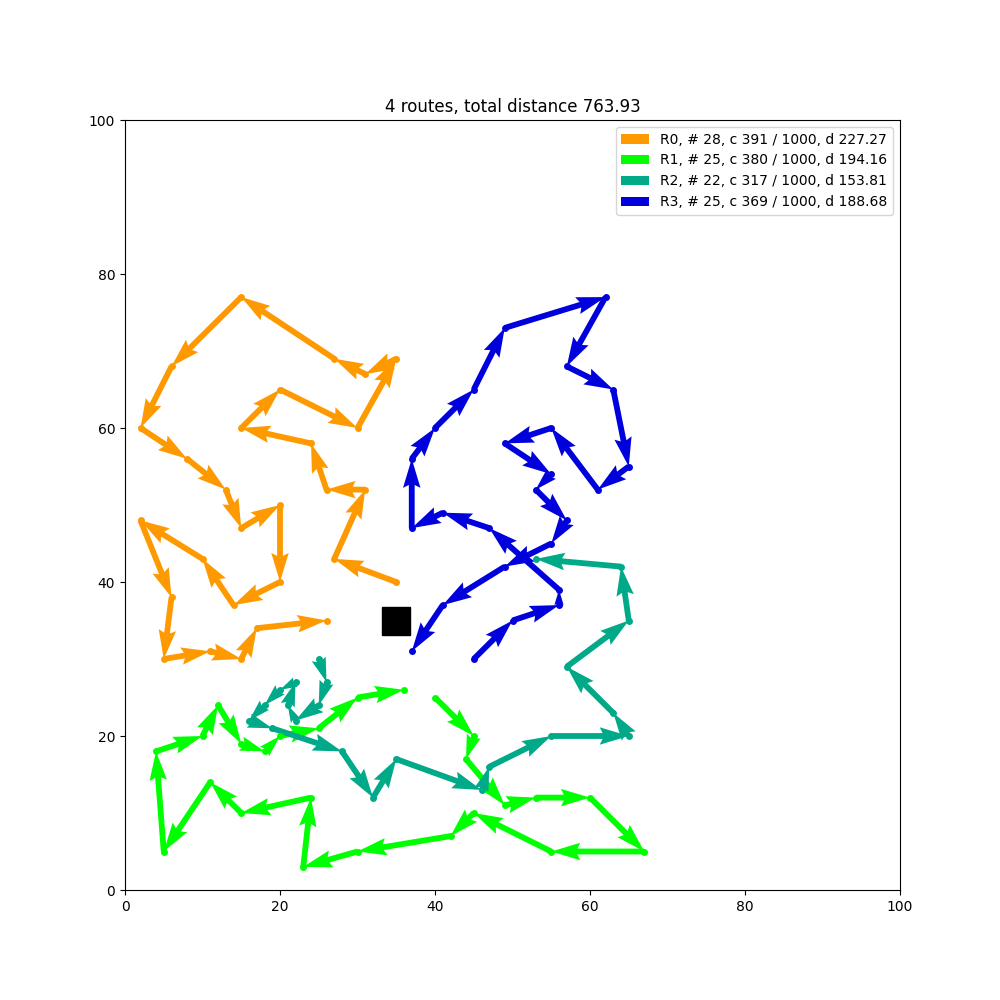 4 routes, total distance 763.93
R0, # 28, c 391 / 1000, d 227.27
R1, # 25, c 380 / 1000, d 194.16
R2, # 22, c 317 / 1000, d 153.81
R3, # 25, c 369 / 1000, d 188.68
100
80
60
40
20
0
0 20 40 60 80 100